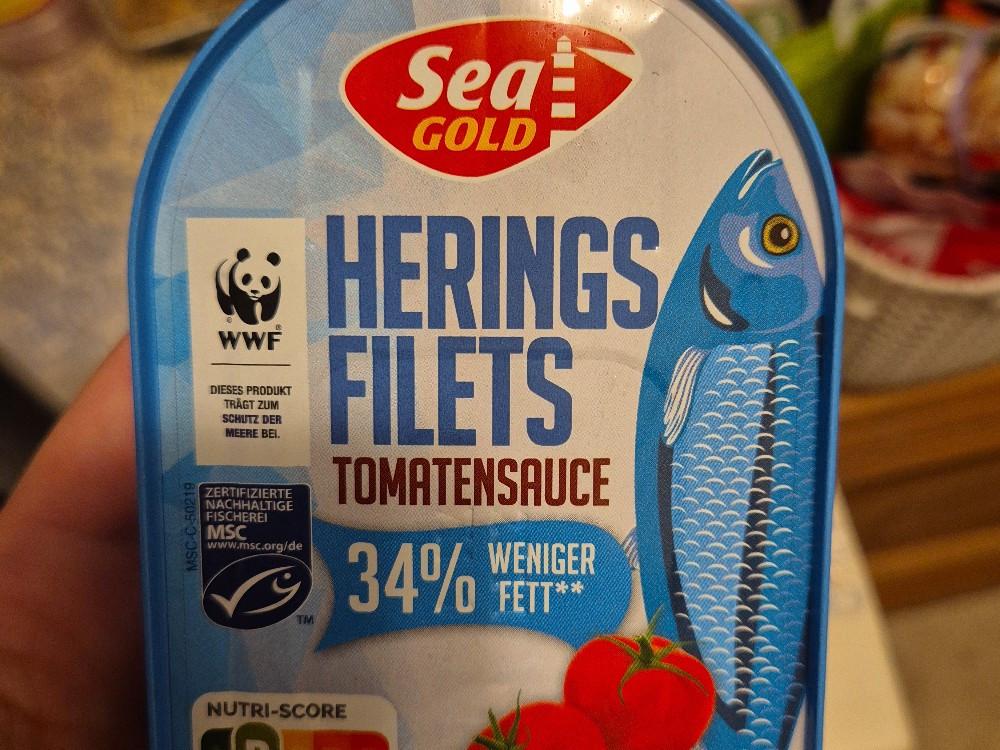 Sea
GOLD
HERINGS
FILETS
TOMATENSAUCE
WWF
®
DIESES PRODUKT
TRÄGT ZUM
SCHUTZ DER
MEERE BEI.
MSC-C-50219
ZERTIFIZIERTE
NACHHALTIGE
FISCHEREI
MSC
www.msc.org/de
TM
34% WENIGER
FETT**
NUTRI-SCORE